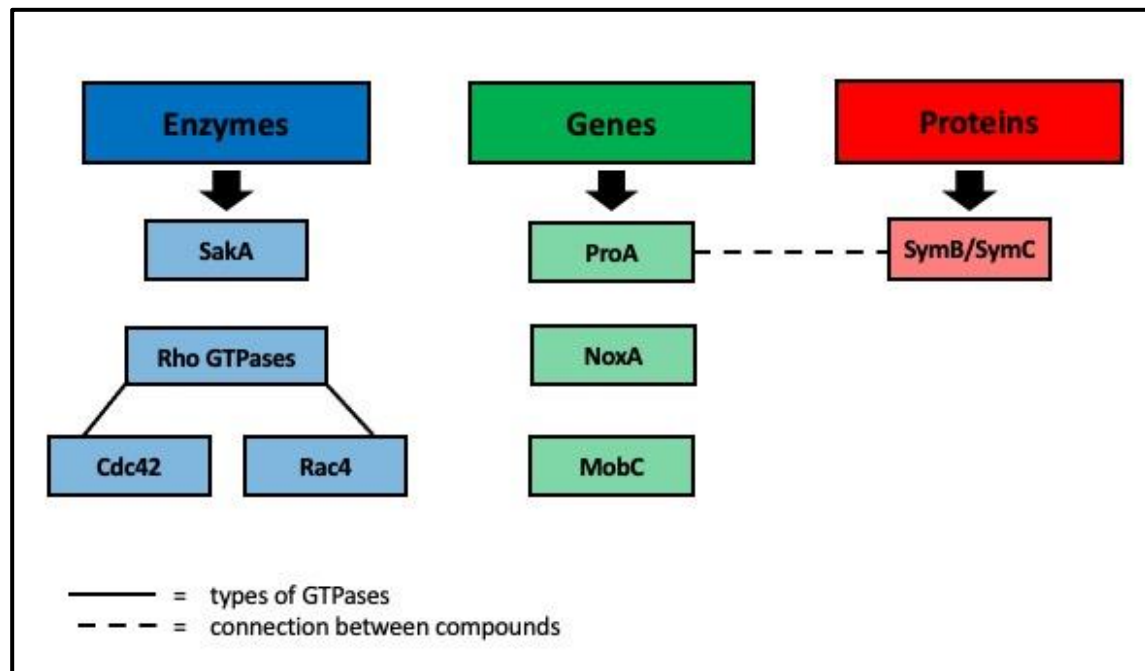 Enzymes
Genes
Proteins
SakA
ProA
SymB/SymC
Rho GTPases
NoxA
Cdc42
Rac4
MobC
= types of GTPases
= connection between compounds